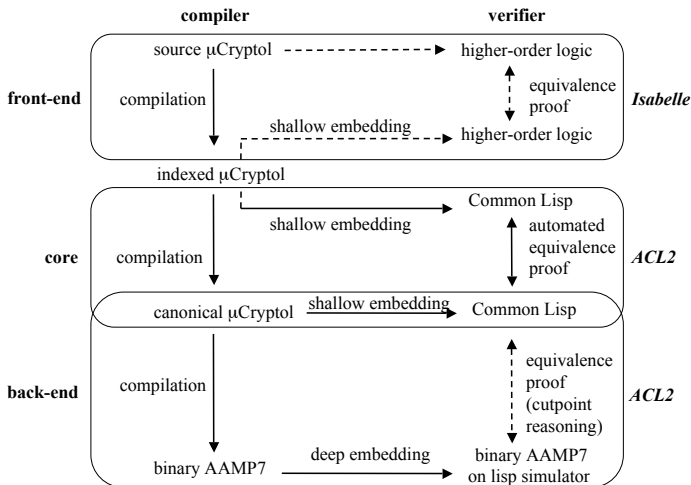 compiler verifier
source μCryptol higher-order logic
front-end compilation equivalence Isabelle
proof
shallow embedding
higher-order logic
indexed μCryptol
Common Lisp
shallow embedding
automated
core compilation equivalence ACL2
proof
canonical μCryptol shallow embedding Common Lisp
equivalence
back-end compilation proof ACL2
(cutpoint
reasoning)
binary AAMP7 deep embedding binary AAMP7
on lisp simulator